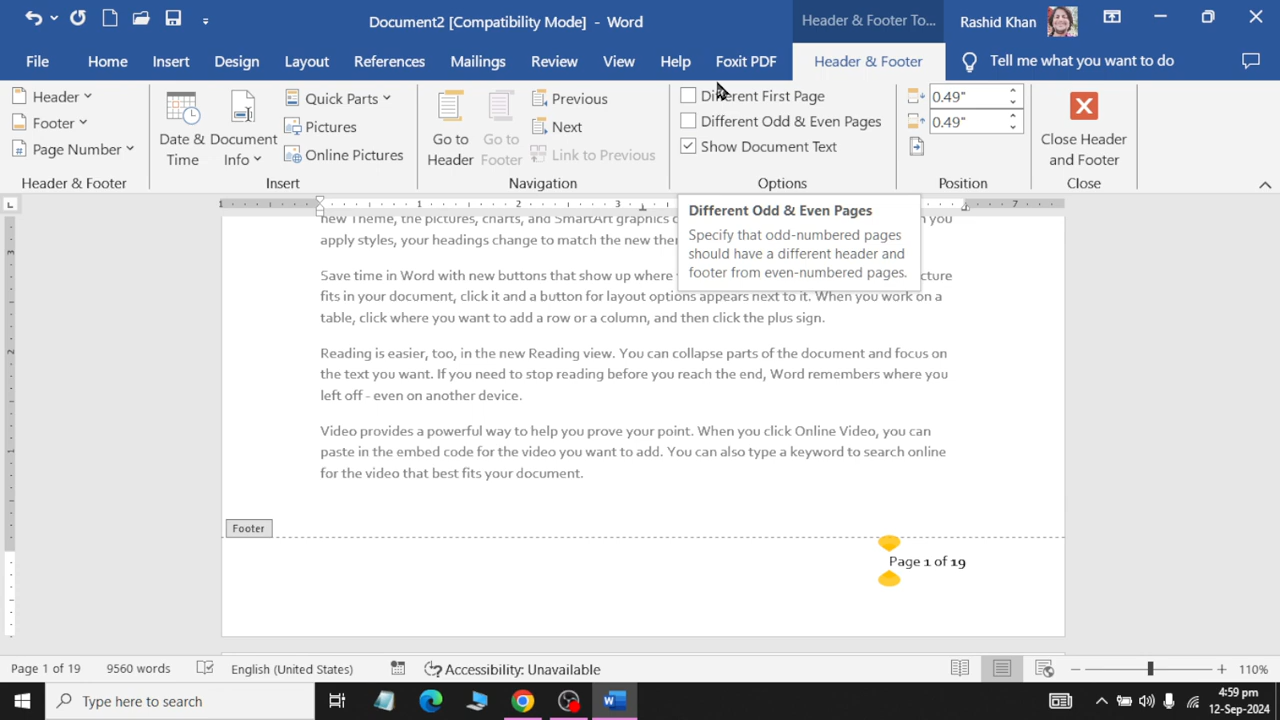 Document2 [Compatibility Mode] - Word
Header & Footer To...
Rashid Khan
File Home Insert Design Layout References Mailings Review View Help Foxit PDF Header & Footer Tell me what you want to do
Header
Footer
Page Number
Header & Footer
Date & Time
Document Info
Quick Parts
Pictures
Online Pictures
Insert
Go to Header
Go to Footer
Previous
Next
Link to Previous
Navigation
Different First Page
Different Odd & Even Pages
Show Document Text
Options
0.49"
0.49"
Position
Close Header and Footer
Close
1 1 2 3 7
Different Odd & Even Pages
Specify that odd-numbered pages
should have a different header and
footer from even-numbered pages.
new Theme, the pictures, charts, and SmartArt graphics you
apply styles, your headings change to match the new
Save time in Word with new buttons that show up where
fits in your document, click it and a button for layout options appears next to it. When you work on a
table, click where you want to add a row or a column, and then click the plus sign.
Reading is easier, too, in the new Reading view. You can collapse parts of the document and focus on
the text you want. If you need to stop reading before you reach the end, Word remembers where you
left off - even on another device.
Video provides a powerful way to help you prove your point. When you click Online Video, you can
paste in the embed code for the video you want to add. You can also type a keyword to search online
for the video that best fits your document.
Footer
Page 1 of 19
Page 1 of 19 9560 words English (United States) Accessibility: Unavailable 110%
Type here to search
4:59 pm
12-Sep-2024